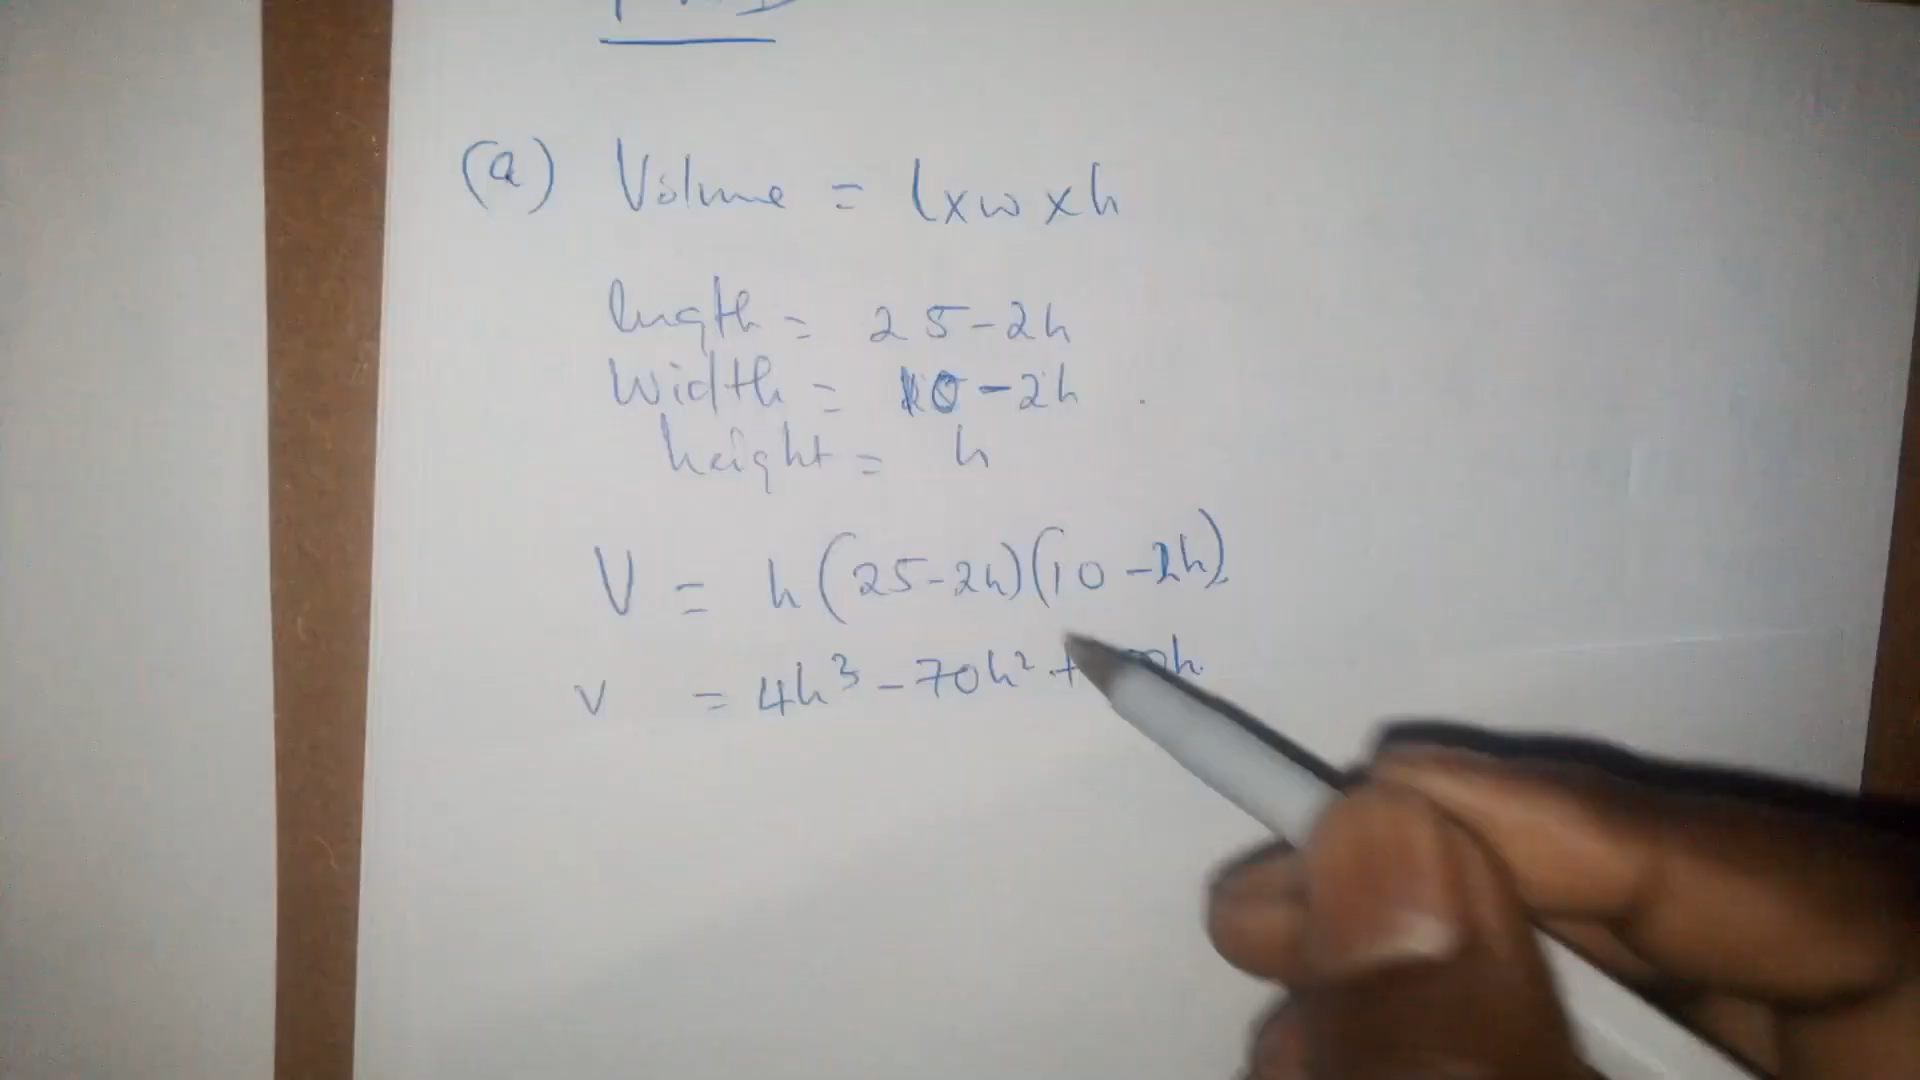 (a) Volume = l x w x h
length = 25-2h
Width = 10-2h
height = h
V = h(25-2h)(10-2h)
v = 4h³ - 70h² +